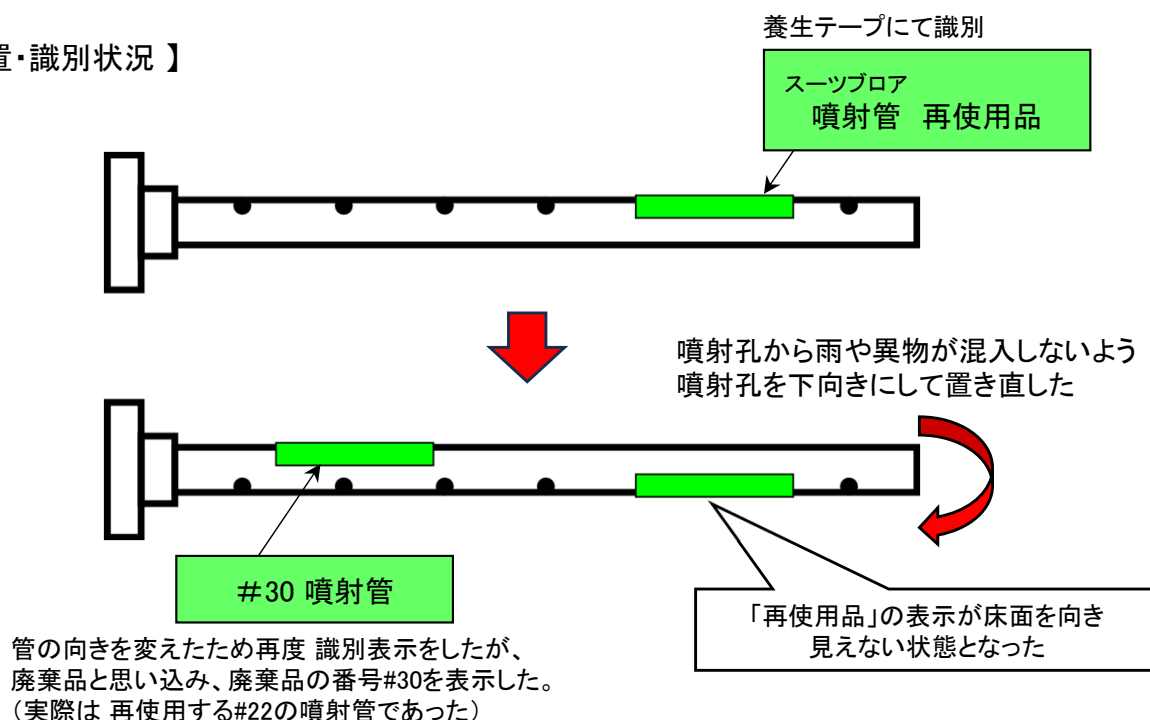 置・識別状況 】
養生テープにて識別
スーツブロア
噴射管 再使用品
噴射孔から雨や異物が混入しないよう
噴射孔を下向きにして置き直した
#30 噴射管
「再使用品」の表示が床面を向き
見えない状態となった
管の向きを変えたため再度 識別表示をしたが、
廃棄品と思い込み、廃棄品の番号#30を表示した。
(実際は 再使用する#22の噴射管であった)